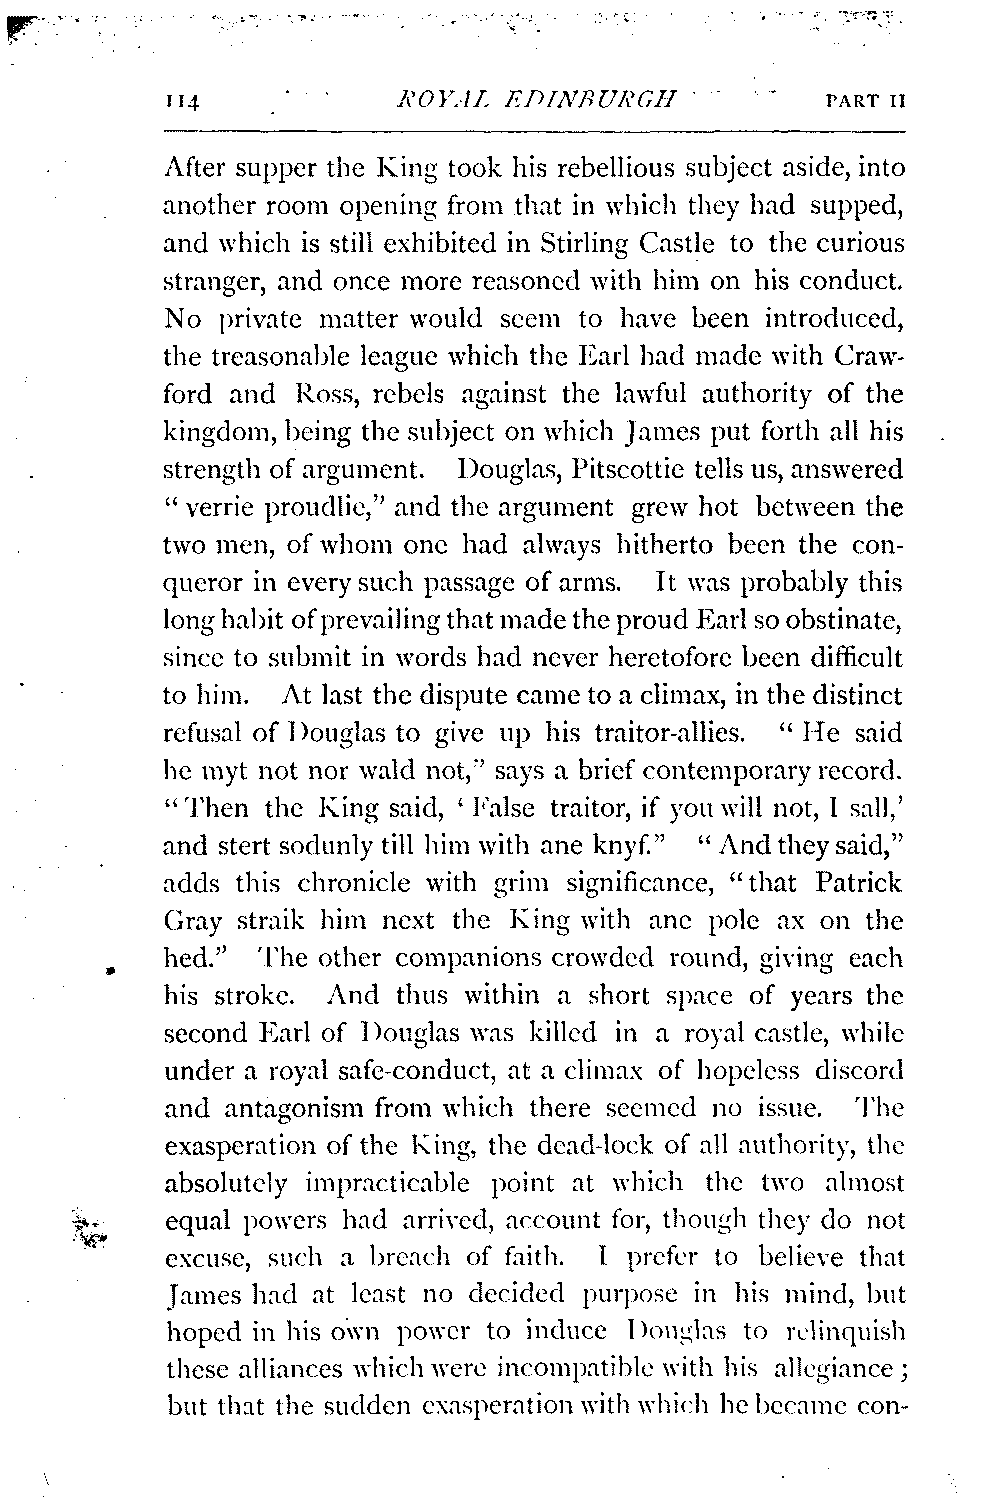 114 ROYAL EDINBURGH PART II
After supper the King took his rebellious subject aside, into
another room opening from that in which they had supped,
and which is still exhibited in Stirling Castle to the curious
stranger, and once more reasoned with him on his conduct.
No private matter would seem to have been introduced,
the treasonable league which the Earl had made with Craw-
ford and Ross, rebels against the lawful authority of the
kingdom, being the subject on which James put forth all his
strength of argument. Douglas, Pitscottie tells us, answered
“verrie proudlie,” and the argument grew hot between the
two men, of whom one had always hitherto been the con-
queror in every such passage of arms. It was probably this
long habit of prevailing that made the proud Earl so obstinate,
since to submit in words had never heretofore been difficult
to him. At last the dispute came to a climax, in the distinct
refusal of Douglas to give up his traitor-allies. “He said
he myt not nor wald not,” says a brief contemporary record.
“Then the King said, ‘False traitor, if you will not, I sall,’
and stert sodunly till him with ane knyf.” “And they said,”
adds this chronicle with grim significance, “that Patrick
Gray straik him next the King with ane pole ax on the
hed.” The other companions crowded round, giving each
his stroke. And thus within a short space of years the
second Earl of Douglas was killed in a royal castle, while
under a royal safe-conduct, at a climax of hopeless discord
and antagonism from which there seemed no issue. The
exasperation of the King, the dead-lock of all authority, the
absolutely impracticable point at which the two almost
equal powers had arrived, account for, though they do not
excuse, such a breach of faith. I prefer to believe that
James had at least no decided purpose in his mind, but
hoped in his own power to induce Douglas to relinquish
these alliances which were incompatible with his allegiance;
but that the sudden exasperation with which he became con-